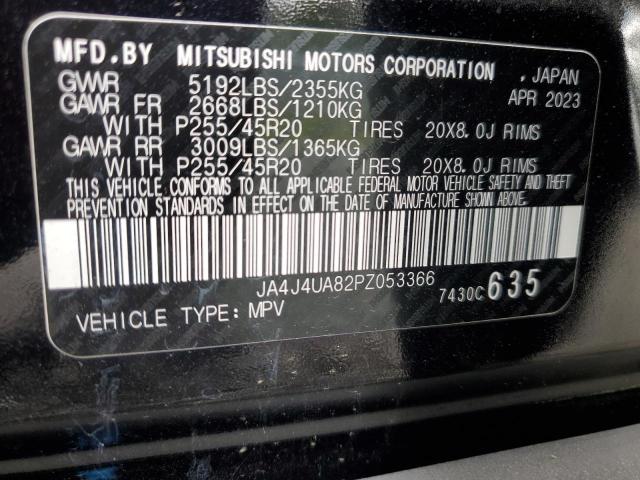 MFD.BY MITSUBISHI MOTORS CORPORATION . JAPAN
GVWR 5192LBS/2355KG APR 2023
GAWR FR 2668LBS/1210KG
WITH P255/45R20 TIRES 20X8.0J RIMS
GAWR RR 3009LBS/1365KG
WITH P255/45R20 TIRES 20X8.0J RIMS
THIS VEHICLE CONFORMS TO ALL APPLICABLE FEDERAL MOTOR VEHICLE SAFETY AND THEFT
PREVENTION STANDARDS IN EFFECT ON THE DATE OF MANUFACTURE SHOWN ABOVE.
JA4J4UA82PZ053366 7430C 635
VEHICLE TYPE: MPV